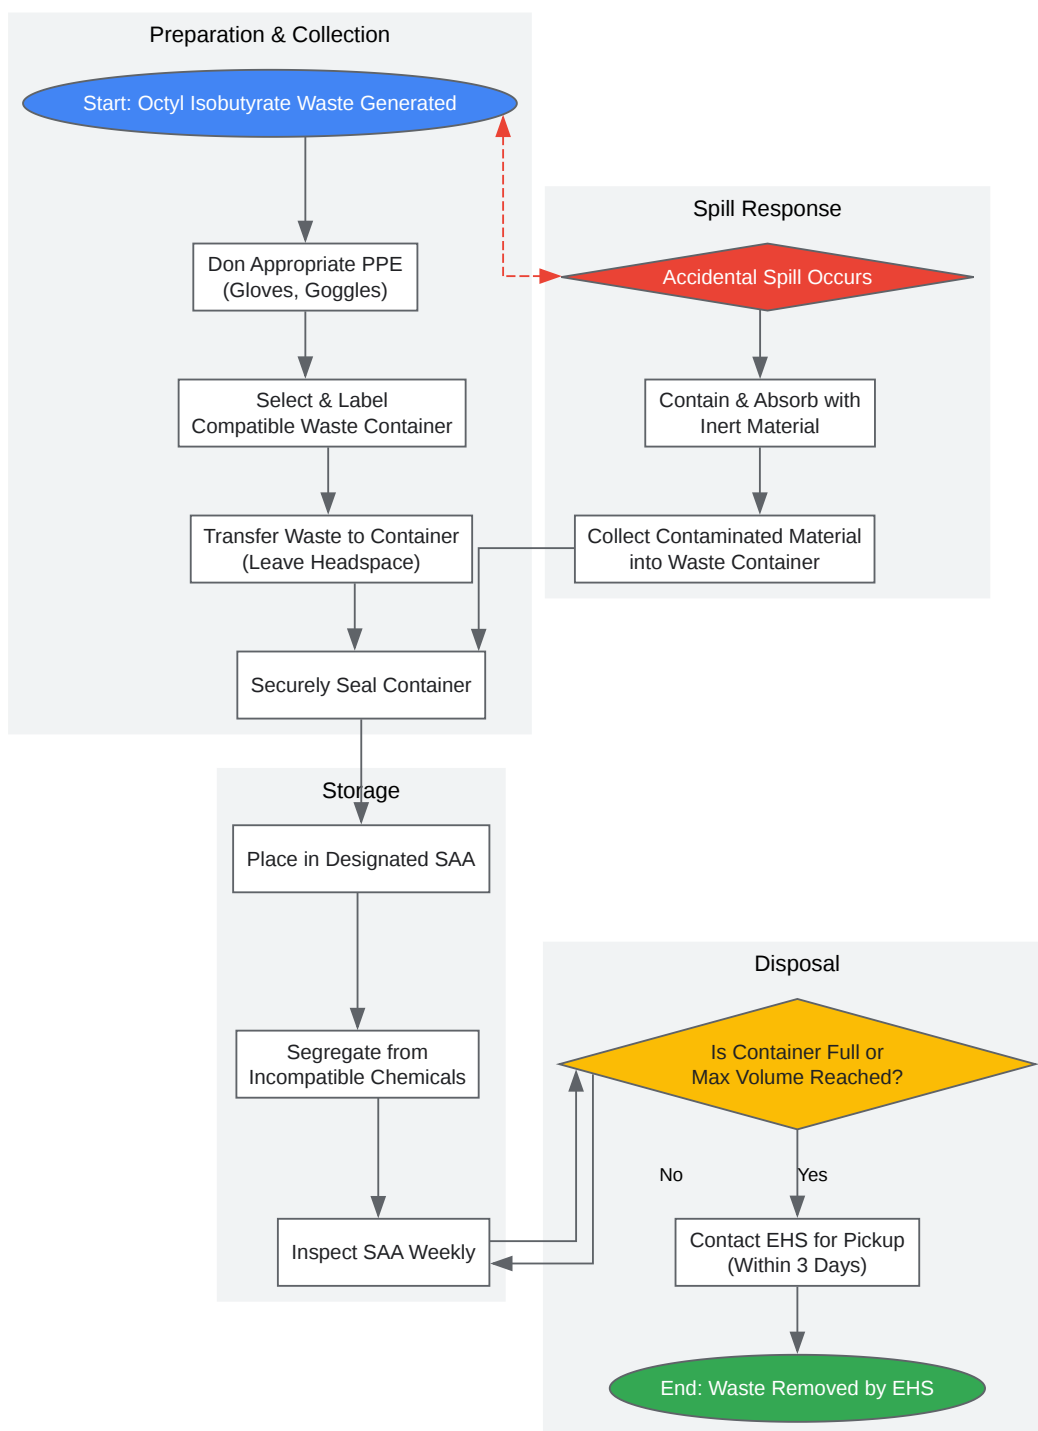 Preparation & Collection
Start: Octyl Isobutyrate Waste Generated
Don Appropriate PPE
(Gloves, Goggles)
Select & Label
Compatible Waste Container
Transfer Waste to Container
(Leave Headspace)
Securely Seal Container
Spill Response
Accidental Spill Occurs
Contain & Absorb with
Inert Material
Collect Contaminated Material
into Waste Container
Storage
Place in Designated SAA
Segregate from
Incompatible Chemicals
Inspect SAA Weekly
Disposal
Is Container Full or
Max Volume Reached?
No
Yes
Contact EHS for Pickup
(Within 3 Days)
End: Waste Removed by EHS